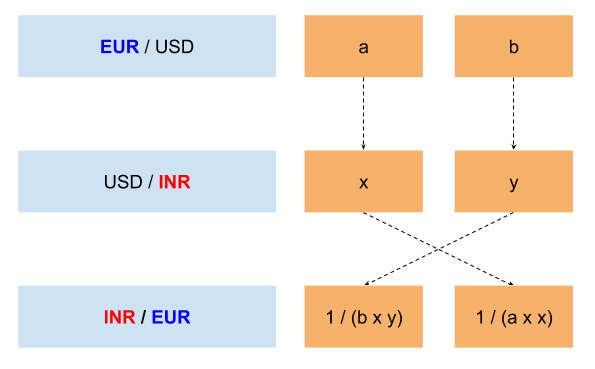 EUR / USD a b
USD / INR x y
INR / EUR 1 / (b x y) 1 / (a x x)